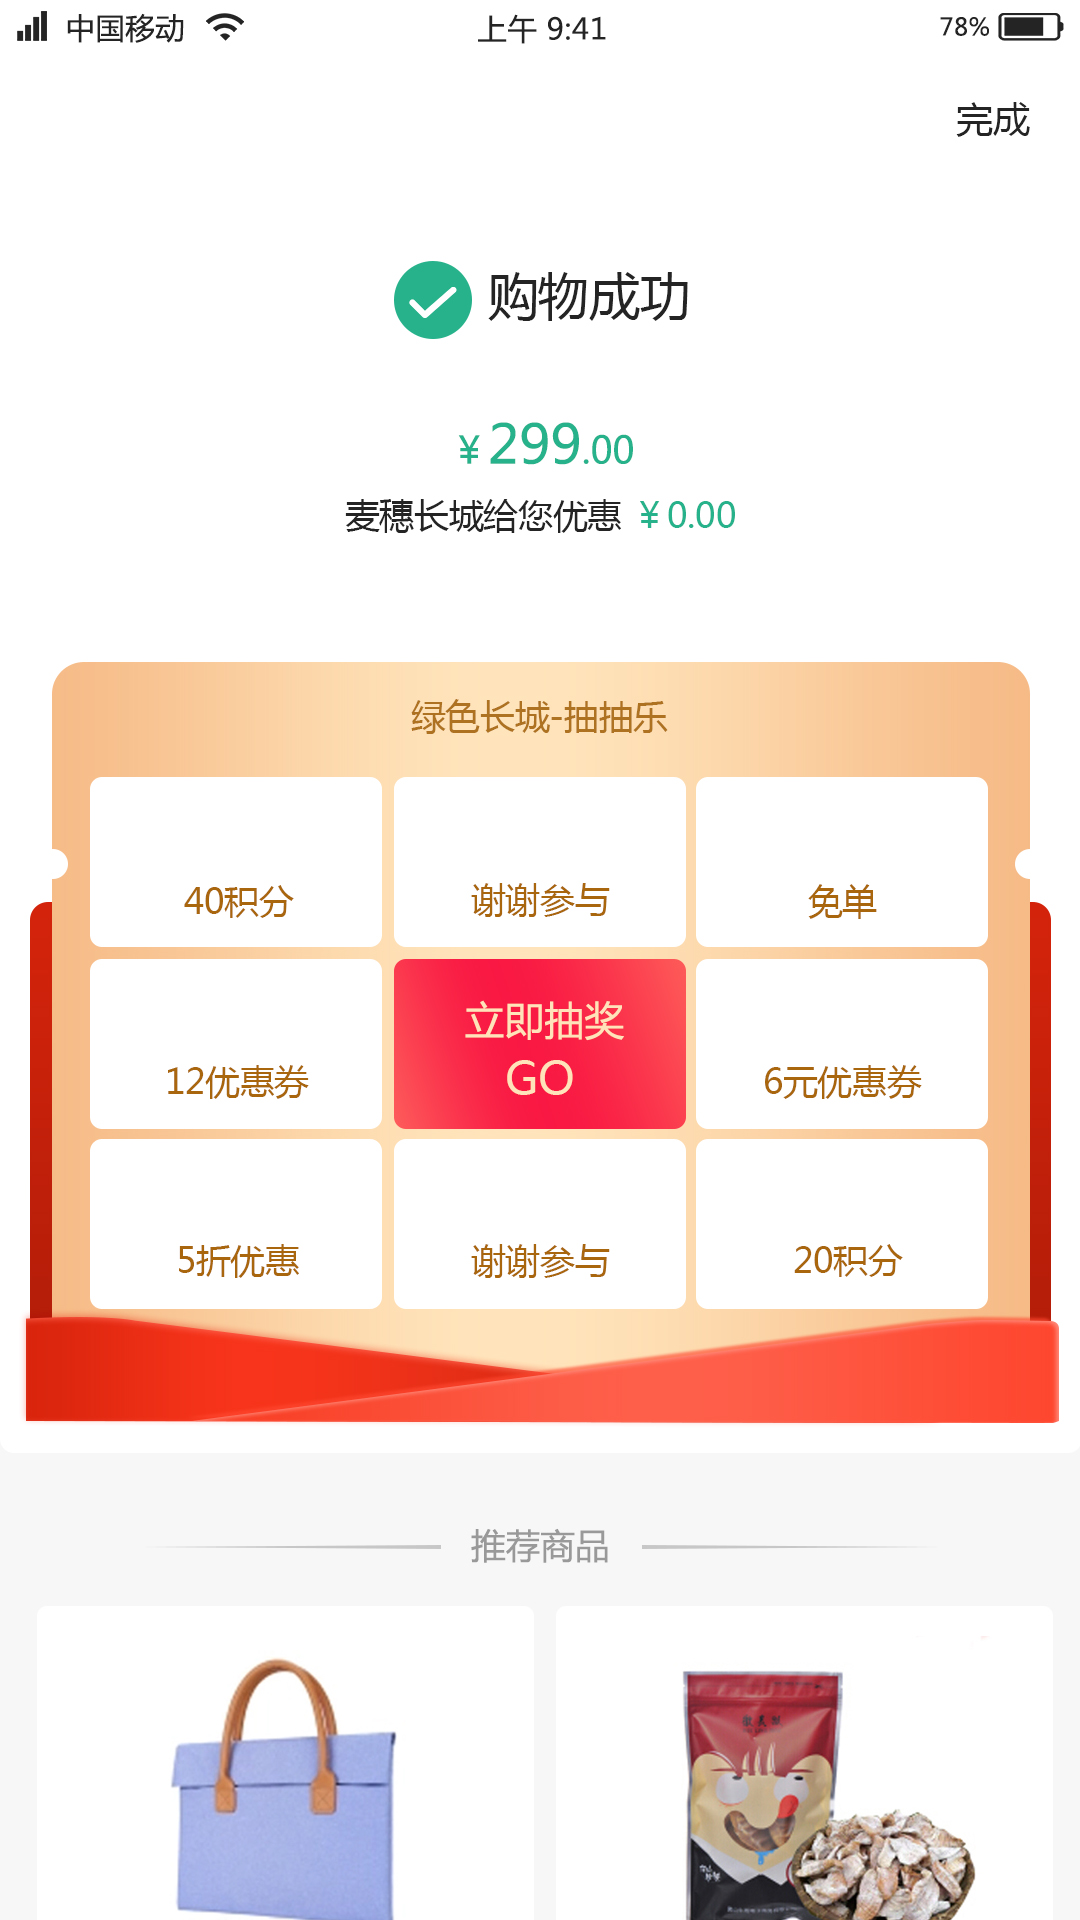 中国移动 上午 9:41 78%
完成
购物成功
¥ 299.00
麦穗长城给您优惠 ¥ 0.00
绿色长城-抽抽乐
40积分 谢谢参与 免单
立即抽奖
12优惠券 GO 6元优惠券
5折优惠 谢谢参与 20积分
推荐商品